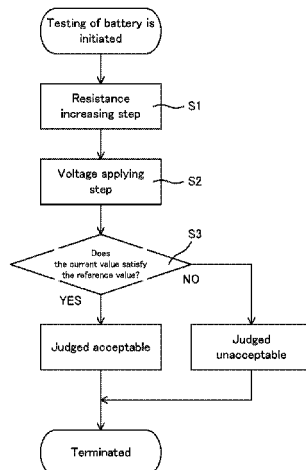 Testing of battery is
initiated
Resistance
increasing step
S1
Voltage applying
step
S2
Does
the current value satisfy
the reference value?
S3
NO
YES
Judged acceptable
Judged
unacceptable
Terminated